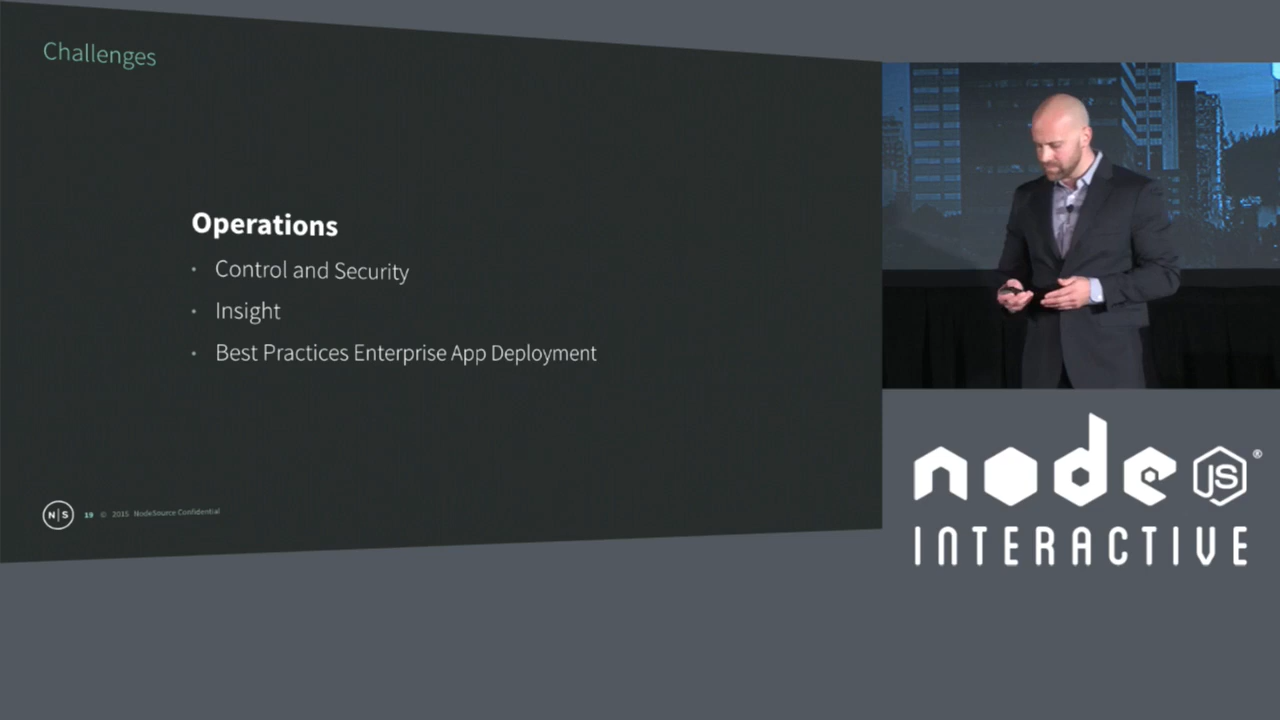 Challenges
Operations
• Control and Security
• Insight
• Best Practices Enterprise App Deployment
N|S 19 © 2015 NodeSource Confidential
node JS ®
INTERACTIVE